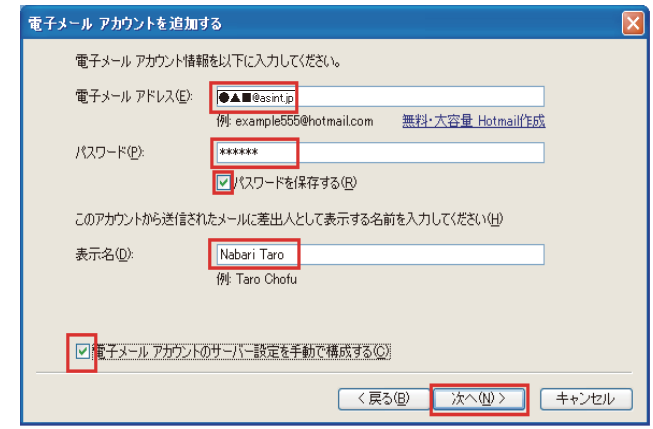 電子メール アカウントを追加する
電子メール アカウント情報を以下に入力してください。
電子メール アドレス(E): ●▲■@asint.jp
例: example555@hotmail.com 無料・大容量 Hotmail作成
パスワード(P): ******
パスワードを保存する(R)
このアカウントから送信されたメールに差出人として表示する名前を入力してください(H)
表示名(D): Nabari Taro
例: Taro Chofu
電子メール アカウントのサーバー設定を手動で構成する(C)
< 戻る(B) 次へ(N) > キャンセル